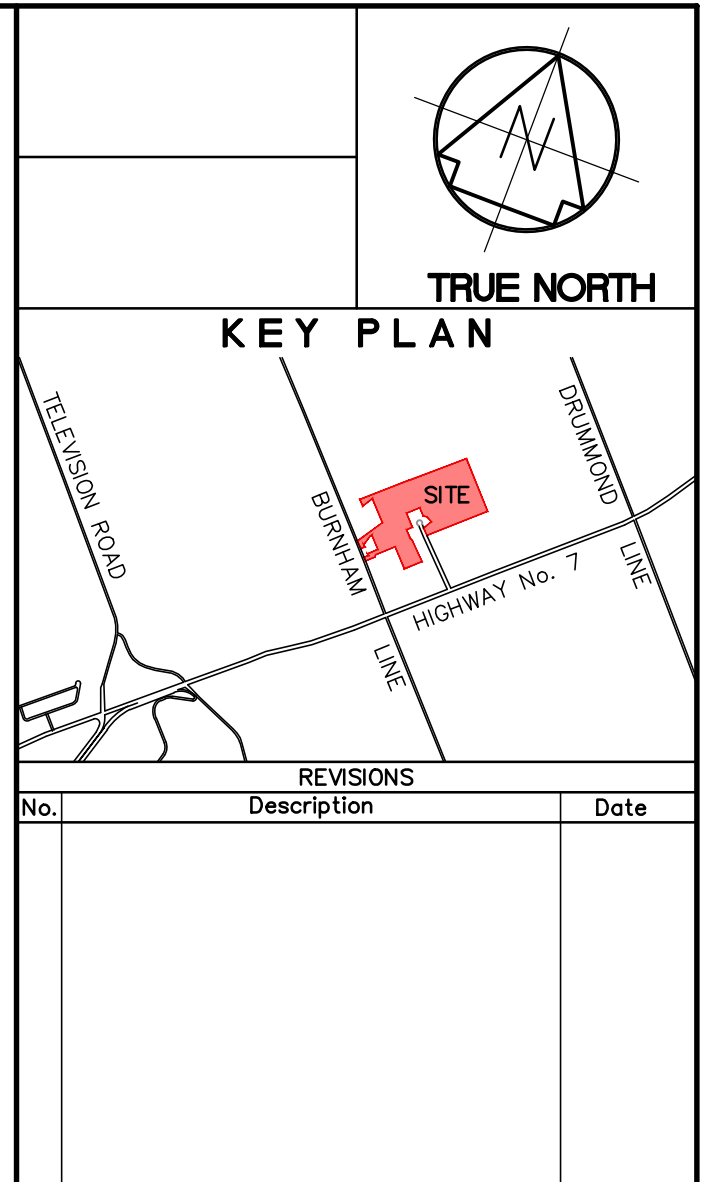 N
TRUE NORTH
KEY PLAN
TELEVISION ROAD
BURNHAM
LINE
SITE
DRUMMOND
LINE
HIGHWAY No. 7
REVISIONS
No. Description Date